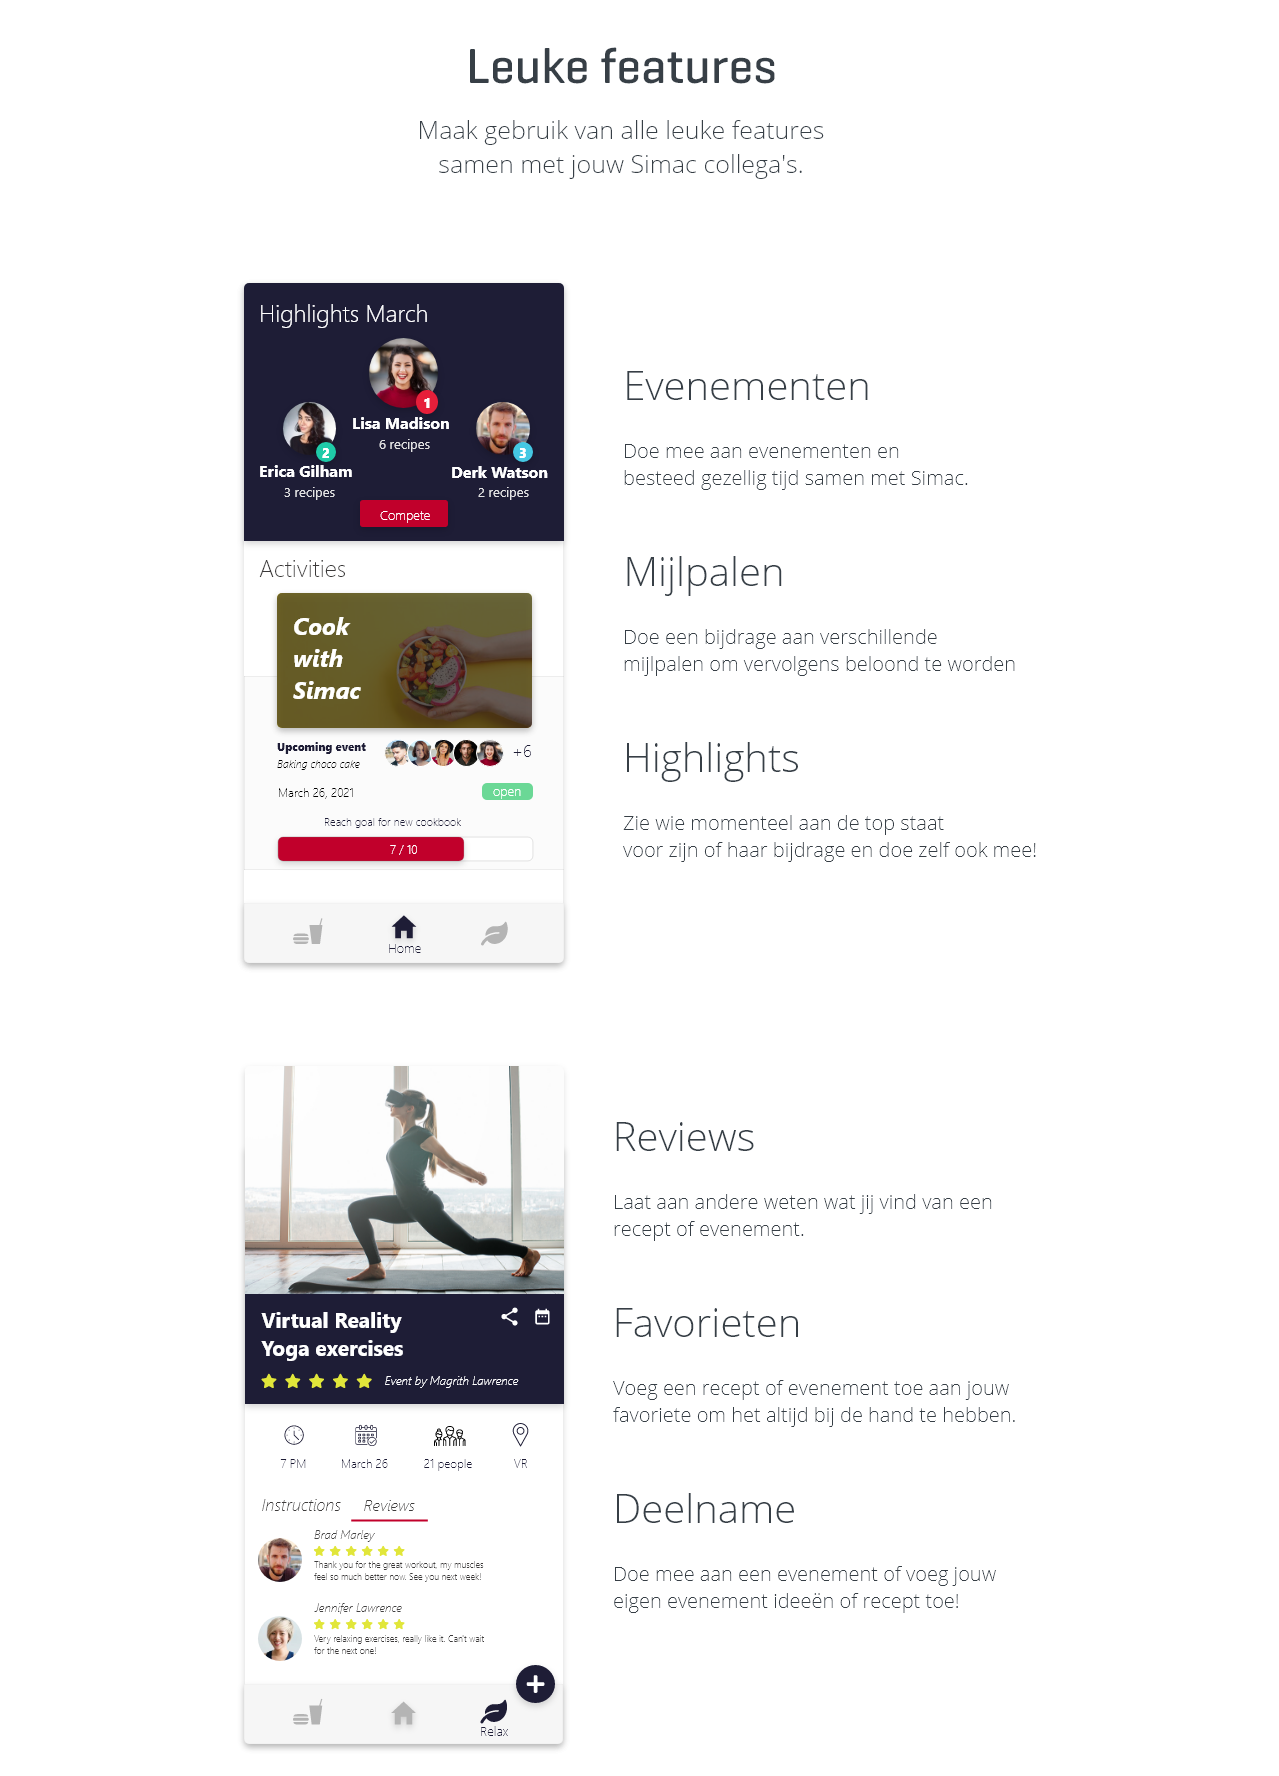 Leuke features
Maak gebruik van alle leuke features
samen met jouw Simac collega's.
Highlights March
1
Lisa Madison
6 recipes
2
Erica Gilham
3 recipes
3
Derk Watson
2 recipes
Compete
Activities
Cook
with
Simac
Upcoming event
Baking choco cake
+6
March 26, 2021
open
Reach goal for new cookbook
7 / 10
Home
Evenementen
Doe mee aan evenementen en
besteed gezellig tijd samen met Simac.
Mijlpalen
Doe een bijdrage aan verschillende
mijlpalen om vervolgens beloond te worden
Highlights
Zie wie momenteel aan de top staat
voor zijn of haar bijdrage en doe zelf ook mee!
Virtual Reality
Yoga exercises
Event by Magrith Lawrence
7 PM
March 26
21 people
VR
Instructions
Reviews
Brad Marley
Thank you for the great workout, my muscles
feel so much better now. See you next week!
Jennifer Lawrence
Very relaxing exercises, really like it. Can't wait
for the next one!
Relax
Reviews
Laat aan andere weten wat jij vind van een
recept of evenement.
Favorieten
Voeg een recept of evenement toe aan jouw
favoriete om het altijd bij de hand te hebben.
Deelname
Doe mee aan een evenement of voeg jouw
eigen evenement ideeën of recept toe!